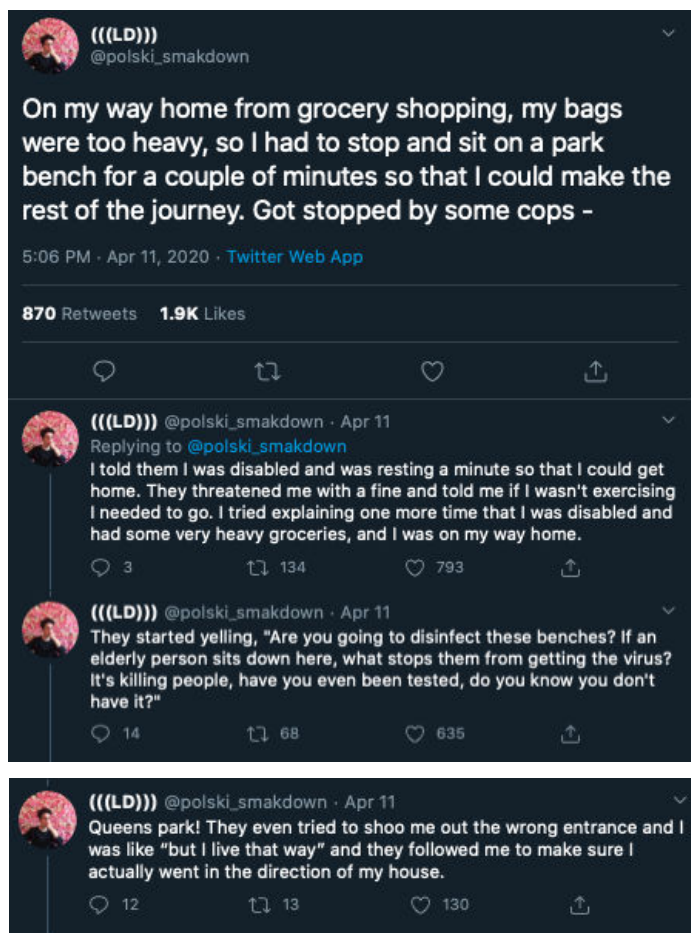 (((LD)))
@polski_smakdown
On my way home from grocery shopping, my bags
were too heavy, so I had to stop and sit on a park
bench for a couple of minutes so that I could make the
rest of the journey. Got stopped by some cops -
5:06 PM · Apr 11, 2020 · Twitter Web App
870 Retweets 1.9K Likes
(((LD))) @polski_smakdown · Apr 11
Replying to @polski_smakdown
I told them I was disabled and was resting a minute so that I could get
home. They threatened me with a fine and told me if I wasn't exercising
I needed to go. I tried explaining one more time that I was disabled and
had some very heavy groceries, and I was on my way home.
3 134 793
(((LD))) @polski_smakdown · Apr 11
They started yelling, "Are you going to disinfect these benches? If an
elderly person sits down here, what stops them from getting the virus?
It's killing people, have you even been tested, do you know you don't
have it?"
14 68 635
(((LD))) @polski_smakdown · Apr 11
Queens park! They even tried to shoo me out the wrong entrance and I
was like “but I live that way” and they followed me to make sure I
actually went in the direction of my house.
12 13 130